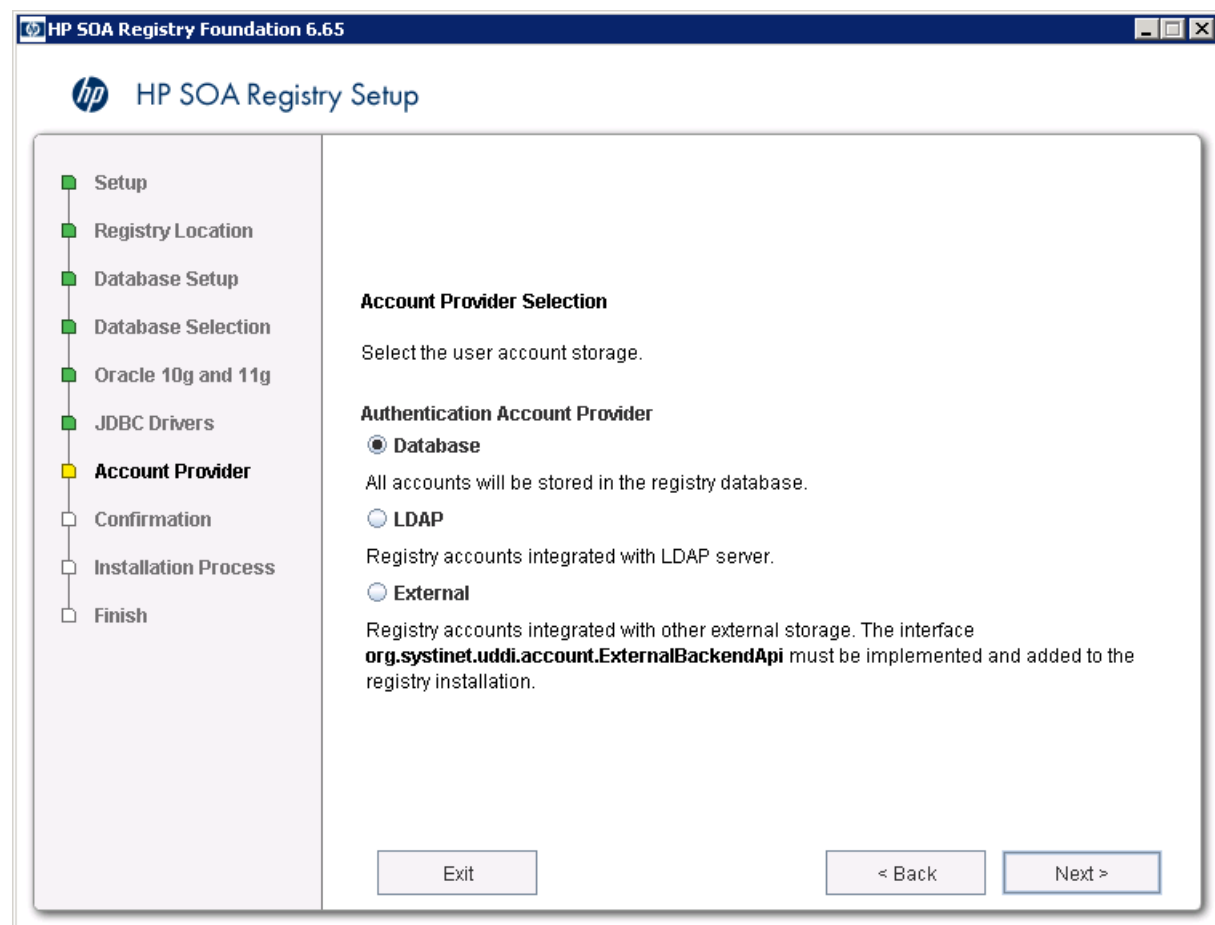 HP SOA Registry Foundation 6.65
hp HP SOA Registry Setup
Setup
Registry Location
Database Setup
Database Selection
Oracle 10g and 11g
JDBC Drivers
Account Provider
Confirmation
Installation Process
Finish
Account Provider Selection
Select the user account storage.
Authentication Account Provider
Database
All accounts will be stored in the registry database.
LDAP
Registry accounts integrated with LDAP server.
External
Registry accounts integrated with other external storage. The interface
org.systinet.uddi.account.ExternalBackendApi must be implemented and added to the
registry installation.
Exit
< Back
Next >